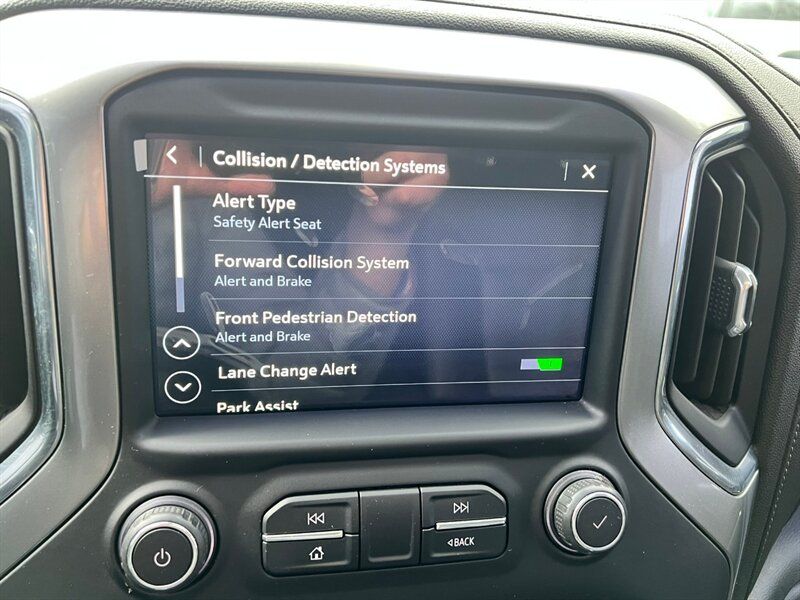 Collision / Detection Systems
Alert Type
Safety Alert Seat
Forward Collision System
Alert and Brake
Front Pedestrian Detection
Alert and Brake
Lane Change Alert
Park Assist
BACK